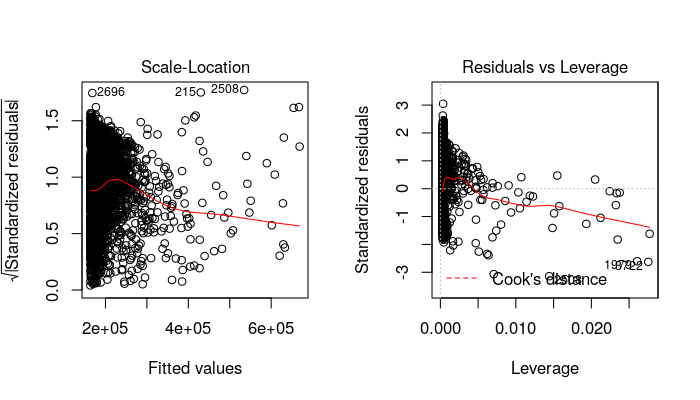 Scale-Location
√|Standardized residuals|
0.0 0.5 1.0 1.5
2696 215 2508
2e+05 4e+05 6e+05
Fitted values
Residuals vs Leverage
Standardized residuals
-3 -1 0 1 2 3
Cook's distance
0.000 0.010 0.020
Leverage